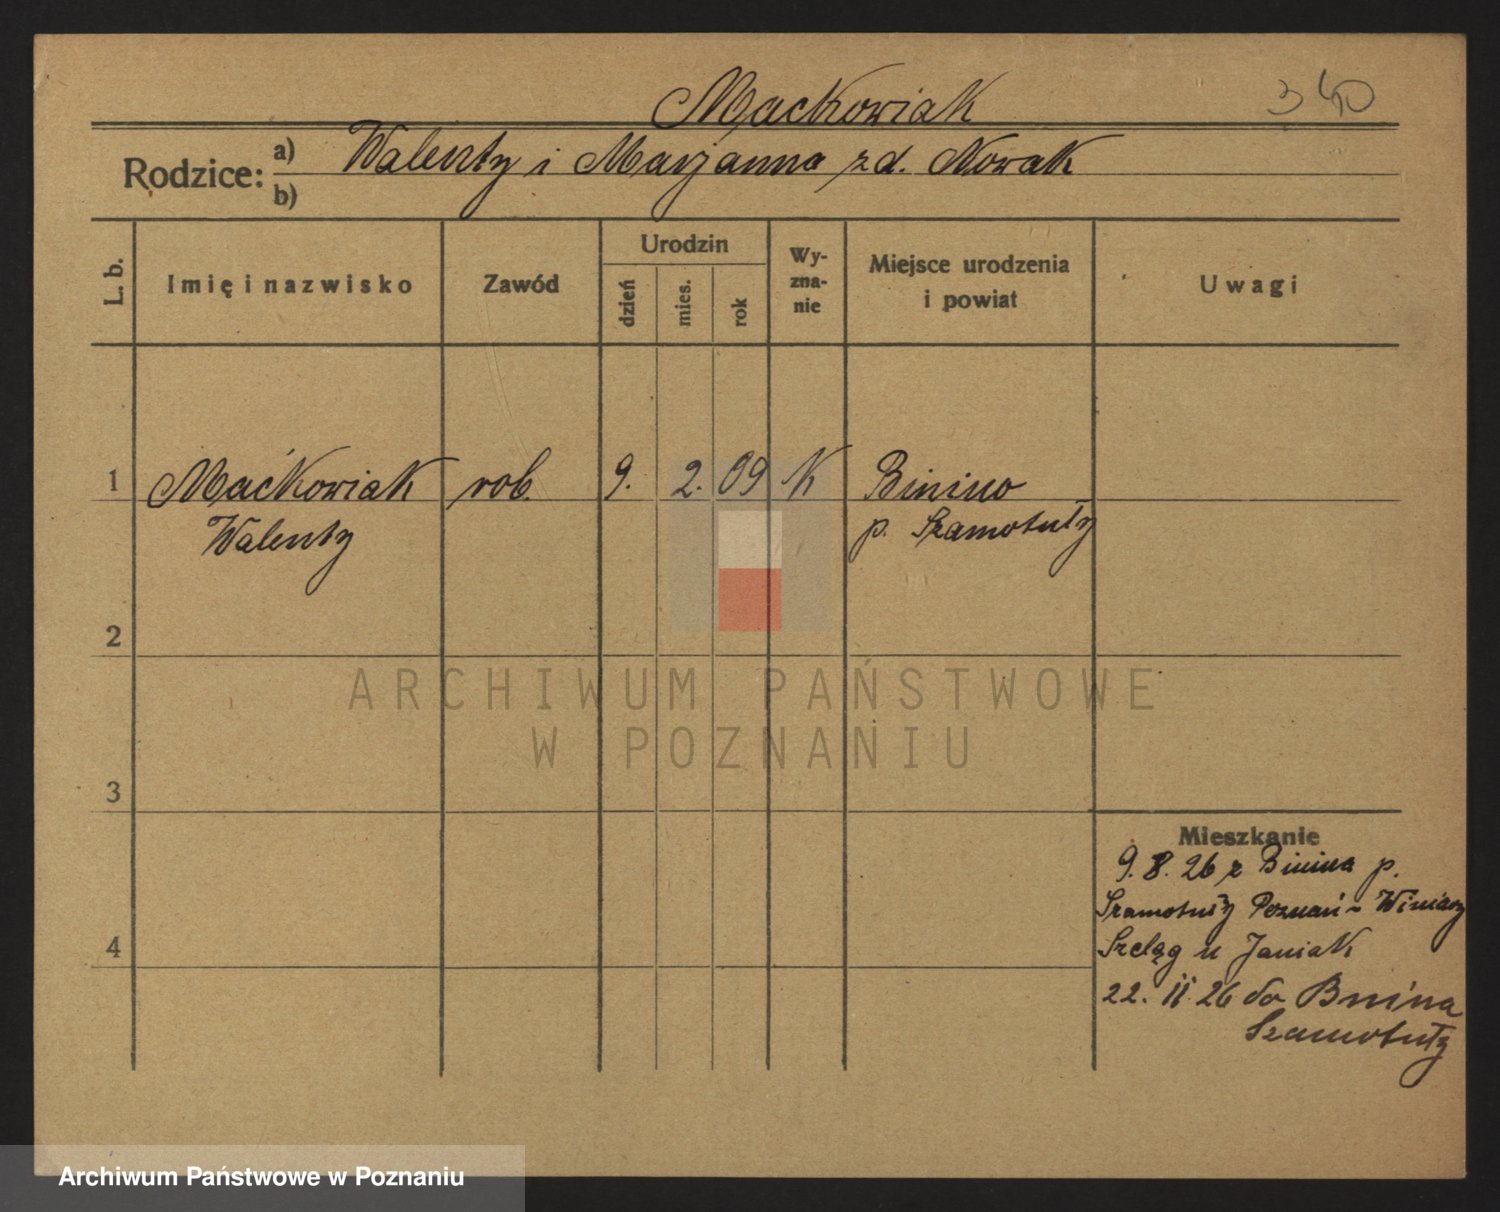 Mackowiak
340
Rodzice: a) Walenty i Marjanna zd. Nowak
b)
L. b.
Imię i nazwisko
Zawód
Urodzin
dzień
mies.
rok
Wy-
zna-
nie
Miejsce urodzenia
i powiat
Uwagi
1 Maćkowiak rob. 9. 2. 09 K Binino
Walenty p. Szamotuły
2
ARCHIWUM PAŃSTWOWE
W POZNANIU
3
Mieszkanie
9. 8. 26 z Binina p.
Szamotuły Poznań - Winiary
4
Szeląg u Janiak
22. II 26 do Bnina
Szamotuły
Archiwum Państwowe w Poznaniu